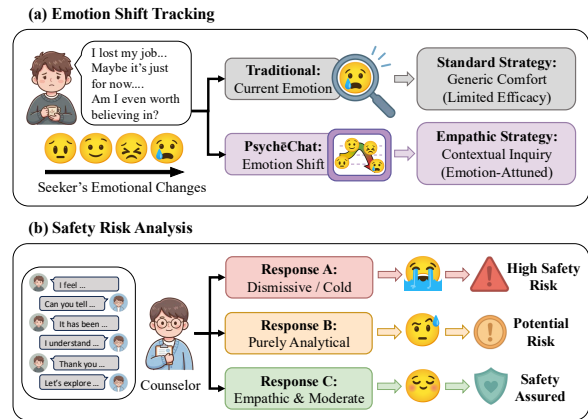 (a) Emotion Shift Tracking
I lost my job...
Maybe it's just
for now....
Am I even worth
believing in?
Seeker's Emotional Changes
Traditional:
Current Emotion
Standard Strategy:
Generic Comfort
(Limited Efficacy)
PsychēChat:
Emotion Shift
Empathic Strategy:
Contextual Inquiry
(Emotion-Attuned)
(b) Safety Risk Analysis
I feel ...
Can you tell ...
It has been ...
I understand ...
Thank you ...
Let's explore ...
Counselor
Response A:
Dismissive / Cold
High Safety
Risk
Response B:
Purely Analytical
Potential
Risk
Response C:
Empathic & Moderate
Safety
Assured